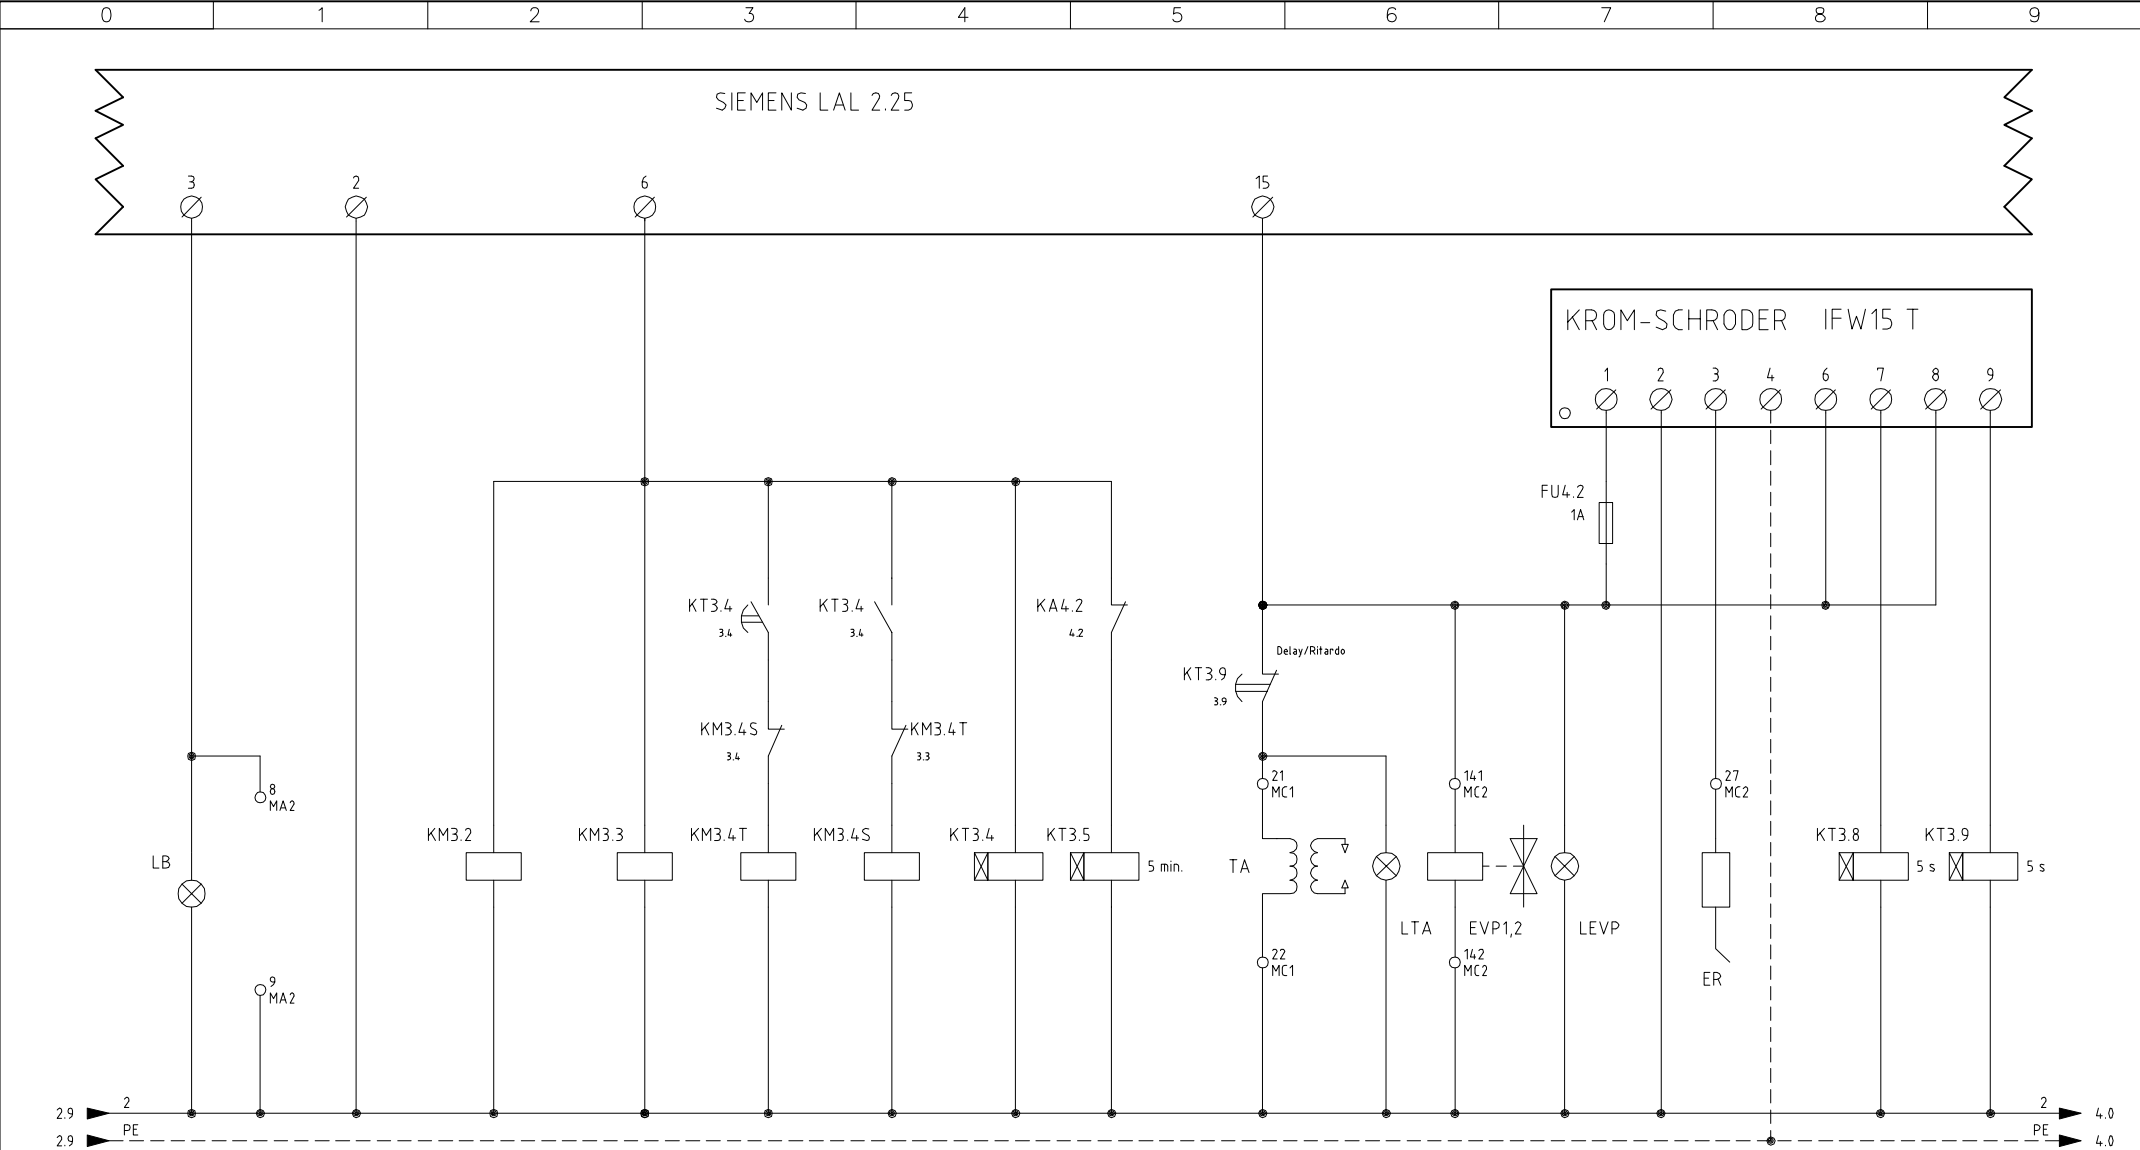 0 1 2 3 4 5 6 7 8 9
SIEMENS LAL 2.25
3 2 6 15
KROM-SCHRODER IFW15 T
1 2 3 4 6 7 8 9
FU4.2
1A
KT3.4
3.4
KT3.4
3.4
KA4.2
4.2
Delay/Ritardo
KT3.9
3.9
KM3.4S
3.4
KM3.4T
3.3
8
MA2
21
MC1
141
MC2
27
MC2
LB
KM3.2
KM3.3
KM3.4T
KM3.4S
KT3.4
KT3.5
5 min.
TA
KT3.8
5 s
KT3.9
5 s
LTA
EVP1,2
LEVP
22
MC1
142
MC2
ER
9
MA2
2.9
2
2
4.0
2.9
PE
PE
4.0